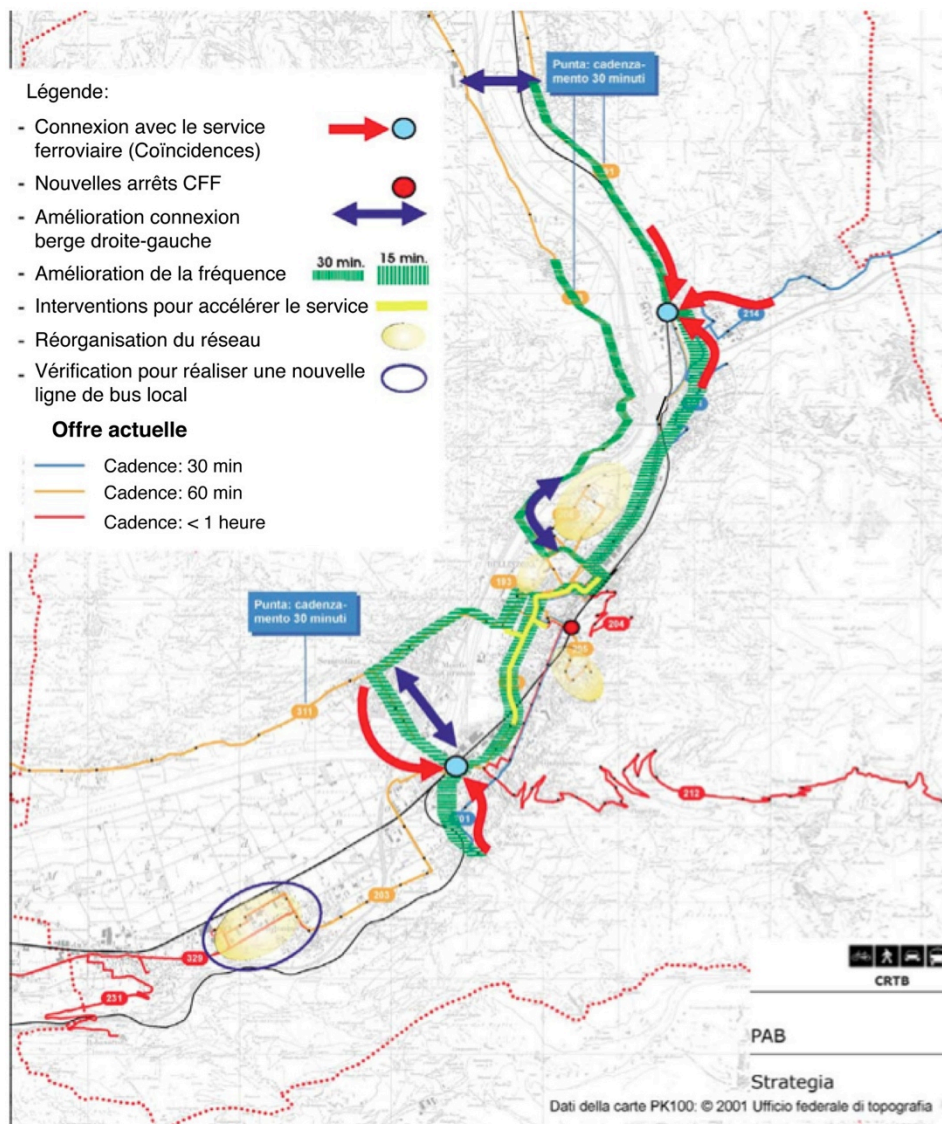 Punta: cadenza-
mento 30 minuti
Légende:
- Connexion avec le service
ferroviaire (Coïncidences)
- Nouvelles arrêts CFF
- Amélioration connexion
berge droite-gauche
- Amélioration de la fréquence
30 min.
15 min.
- Interventions pour accélérer le service
- Réorganisation du réseau
- Vérification pour réaliser une nouvelle
ligne de bus local
Offre actuelle
Cadence: 30 min
Cadence: 60 min
Cadence: < 1 heure
214
193
204
Punta: cadenza-
mento 30 minuti
311
212
203
329
231
CRTB
PAB
Strategia
Dati della carte PK100: © 2001 Ufficio federale di topografia